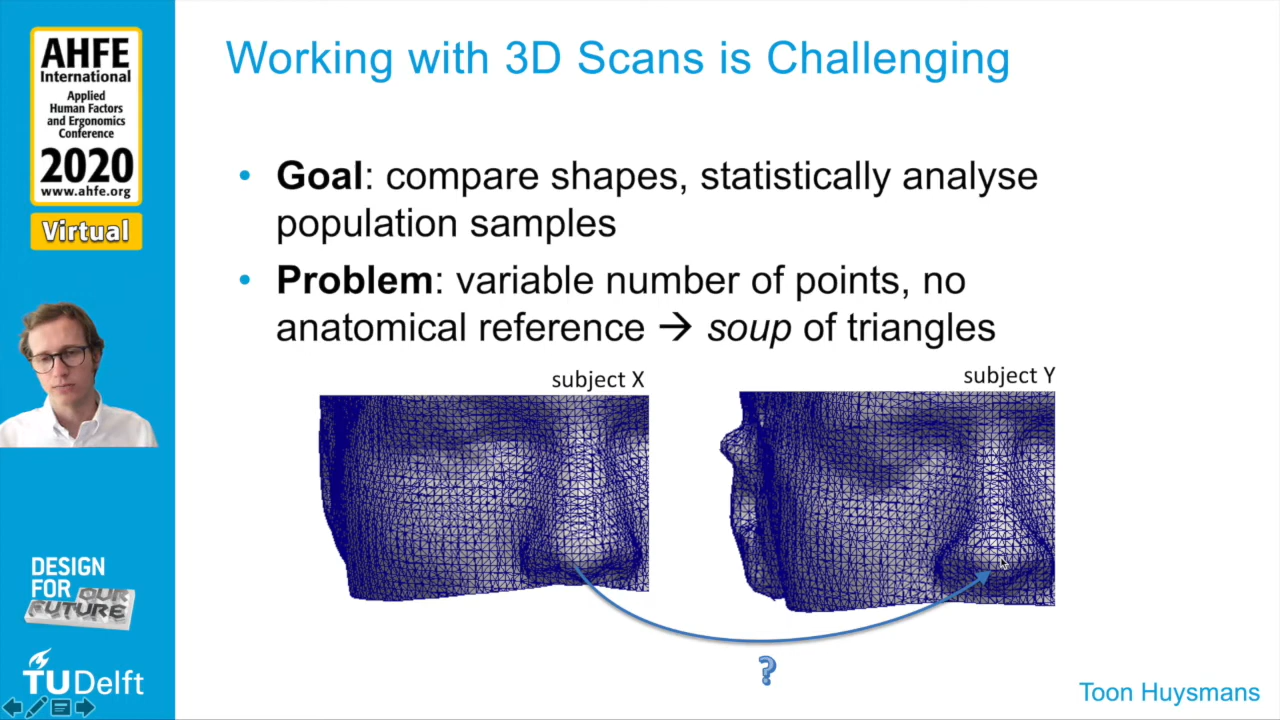 AHFE
International
Applied
Human Factors
and Ergonomics
Conference
2020
www.ahfe.org
Virtual
DESIGN
FOR
OUR
FUTURE
TUDelft
Working with 3D Scans is Challenging
• Goal: compare shapes, statistically analyse
population samples
• Problem: variable number of points, no
anatomical reference → soup of triangles
subject X
subject Y
?
Toon Huysmans